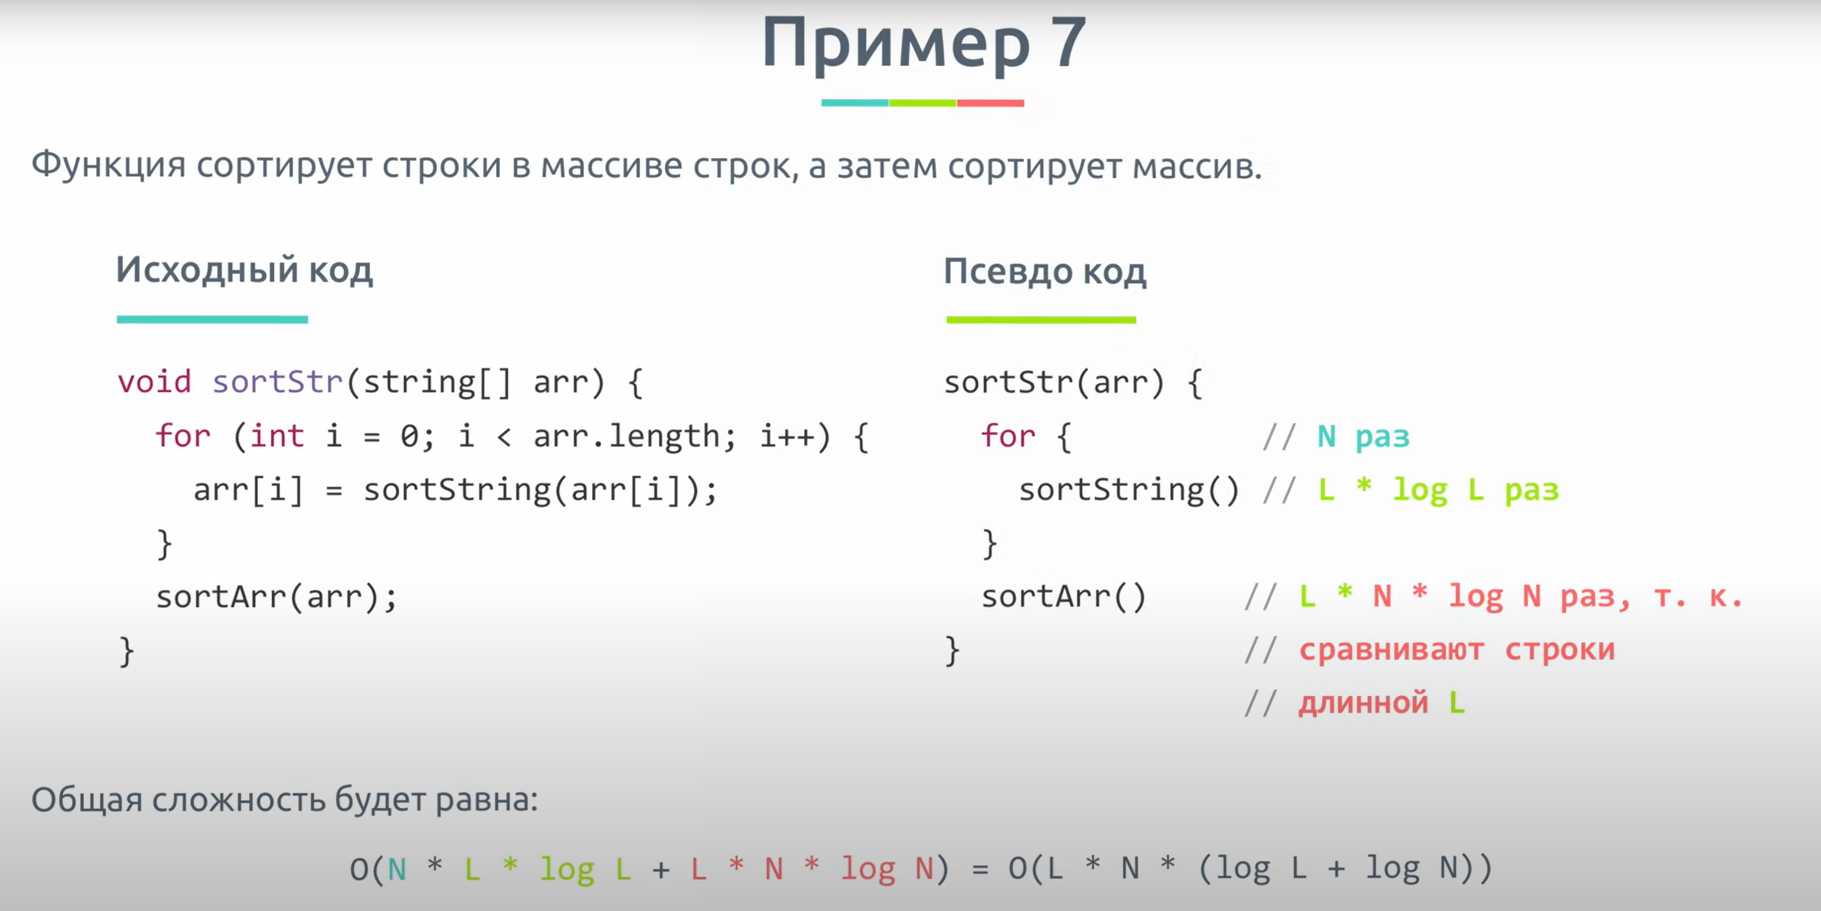 Пример 7
Функция сортирует строки в массиве строк, а затем сортирует массив.
Исходный код
void sortStr(string[] arr) {
for (int i = 0; i < arr.length; i++) {
arr[i] = sortString(arr[i]);
}
sortArr(arr);
}
Псевдо код
sortStr(arr) {
for { // N раз
sortString() // L * log L раз
}
sortArr() // L * N * log N раз, т. к.
} // сравнивают строки
// длинной L
Общая сложность будет равна:
O(N * L * log L + L * N * log N) = O(L * N * (log L + log N))